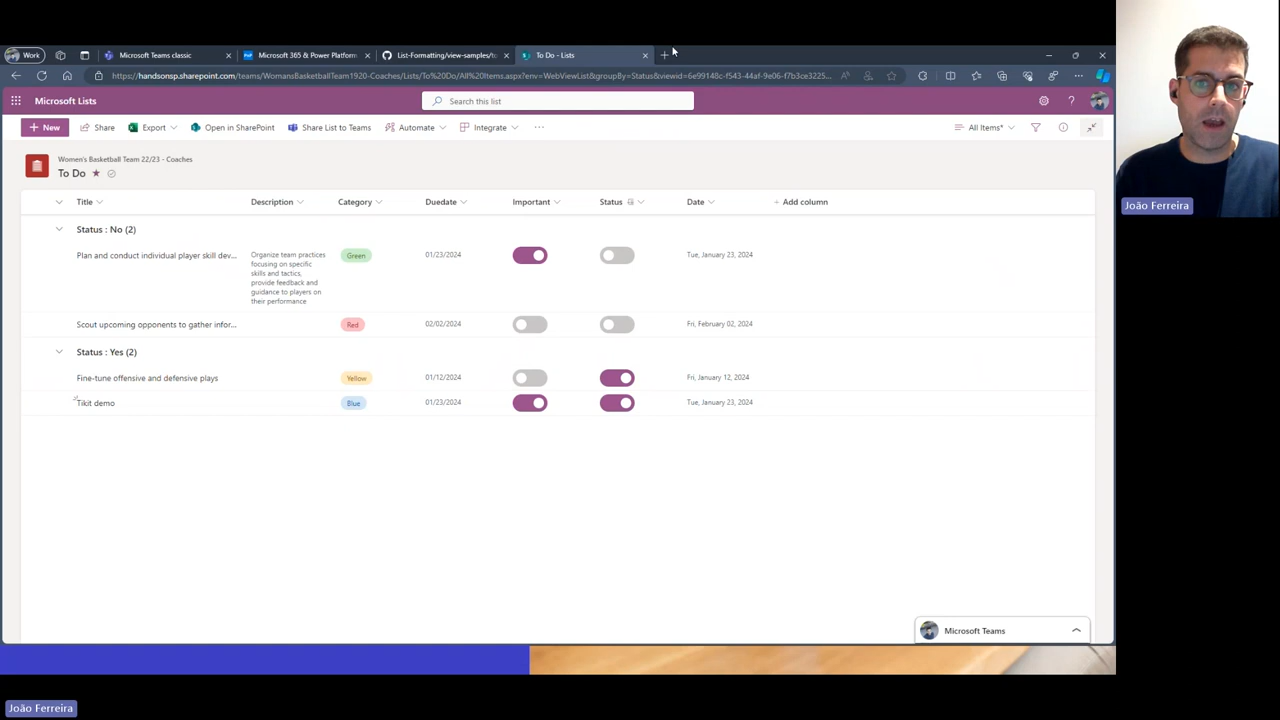 Work
Microsoft Teams classic
Microsoft 365 & Power Platform
List-Formatting/view-samples/to
To Do - Lists
https://handsonsp.sharepoint.com/teams/WomansBasketballTeam1920-Coaches/Lists/To%20Do/AllItems.aspx?env=WebViewList&groupBy=Status&viewid=6e99148c-f543-44af-9e06-f7b3ce3225...
Microsoft Lists
Search this list
+ New
Share
Export
Open in SharePoint
Share List to Teams
Automate
Integrate
All Items*
Women's Basketball Team 22/23 - Coaches
To Do
Title
Description
Category
Duedate
Important
Status
Date
+ Add column
Status : No (2)
Plan and conduct individual player skill dev...
Organize team practices
focusing on specific
skills and tactics,
provide feedback and
guidance to players on
their performance
Green
01/23/2024
Tue, January 23, 2024
Scout upcoming opponents to gather infor...
Red
02/02/2024
Fri, February 02, 2024
Status : Yes (2)
Fine-tune offensive and defensive plays
Yellow
01/12/2024
Fri, January 12, 2024
Tikit demo
Blue
01/23/2024
Tue, January 23, 2024
Microsoft Teams
João Ferreira
João Ferreira